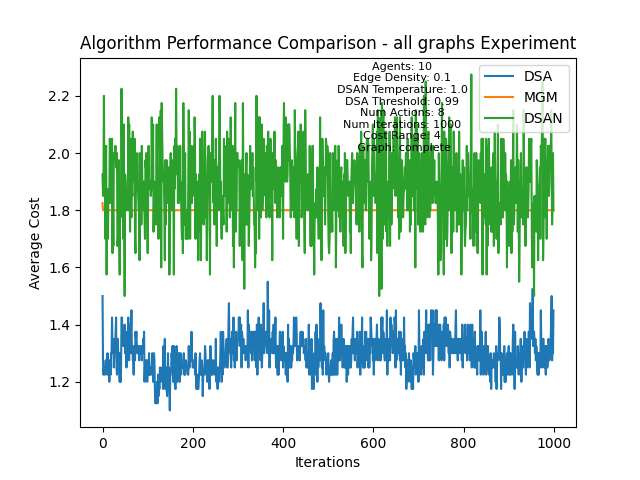 Algorithm Performance Comparison - all graphs Experiment
Agents: 10
Edge Density: 0.1
DSAN Temperature: 1.0
DSA Threshold: 0.99
Num Actions: 8
Num Iterations: 1000
Cost Range: 4
Graph: complete
DSA
MGM
DSAN
Average Cost
2.2
2.0
1.8
1.6
1.4
1.2
0 200 400 600 800 1000
Iterations